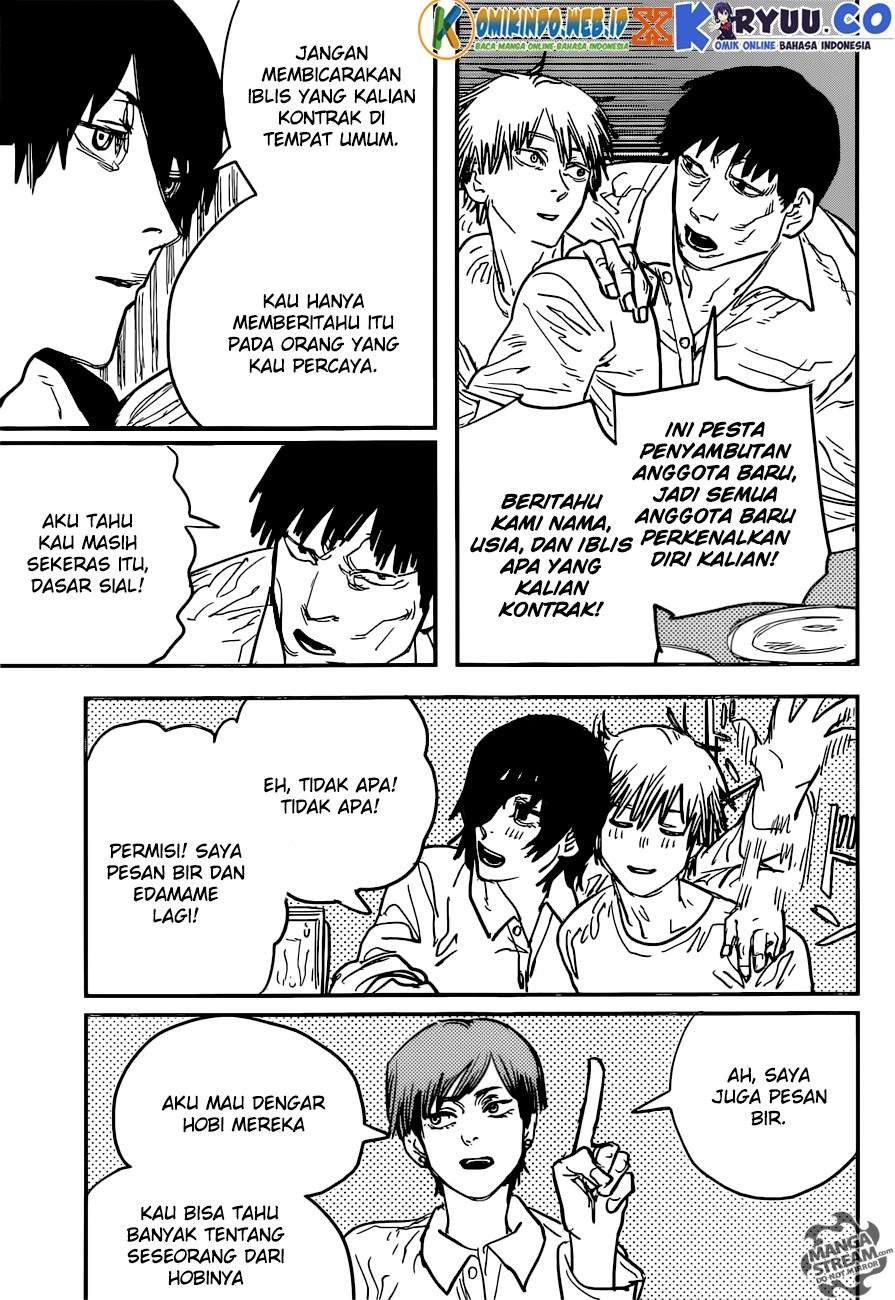 KOMIKINDO.WEB.ID
BACA MANGA ONLINE BAHASA INDONESIA
KIRYUU.CO
KOMIK ONLINE BAHASA INDONESIA
INI PESTA
PENYAMBUTAN
ANGGOTA BARU,
JADI SEMUA
ANGGOTA BARU
PERKENALKAN
DIRI KALIAN!
BERITAHU
KAMI NAMA,
USIA, DAN IBLIS
APA YANG
KALIAN
KONTRAK!
JANGAN
MEMBICARAKAN
IBLIS YANG KALIAN
KONTRAK DI
TEMPAT UMUM.
KAU HANYA
MEMBERITAHU ITU
PADA ORANG YANG
KAU PERCAYA.
AKU TAHU
KAU MASIH
SEKERAS ITU,
DASAR SIAL!
EH, TIDAK APA!
TIDAK APA!
PERMISI! SAYA
PESAN BIR DAN
EDAMAME
LAGI!
AH, SAYA
JUGA PESAN
BIR.
AKU MAU DENGAR
HOBI MEREKA
KAU BISA TAHU
BANYAK TENTANG
SESEORANG DARI
HOBINYA
MANGA
STREAM.COM
DO NOT MIRROR